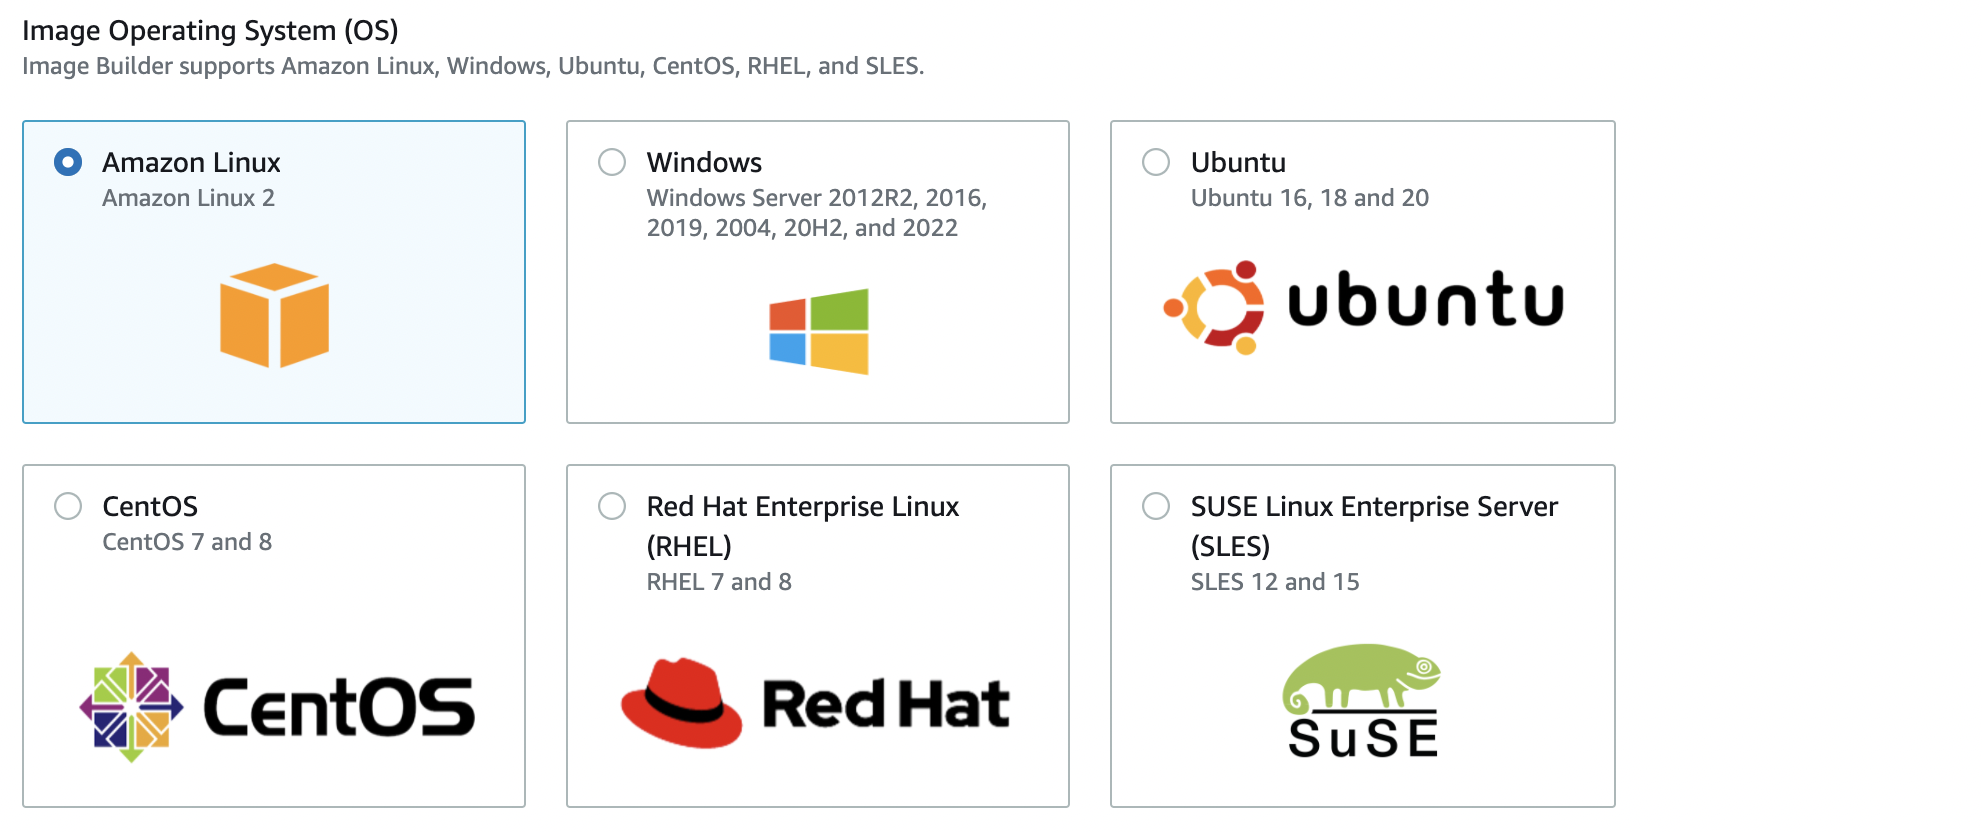 Image Operating System (OS)
Image Builder supports Amazon Linux, Windows, Ubuntu, CentOS, RHEL, and SLES.
Amazon Linux
Amazon Linux 2
Windows
Windows Server 2012R2, 2016,
2019, 2004, 20H2, and 2022
Ubuntu
Ubuntu 16, 18 and 20
ubuntu
CentOS
CentOS 7 and 8
CentOS
Red Hat Enterprise Linux
(RHEL)
RHEL 7 and 8
Red Hat
SUSE Linux Enterprise Server
(SLES)
SLES 12 and 15
SuSE